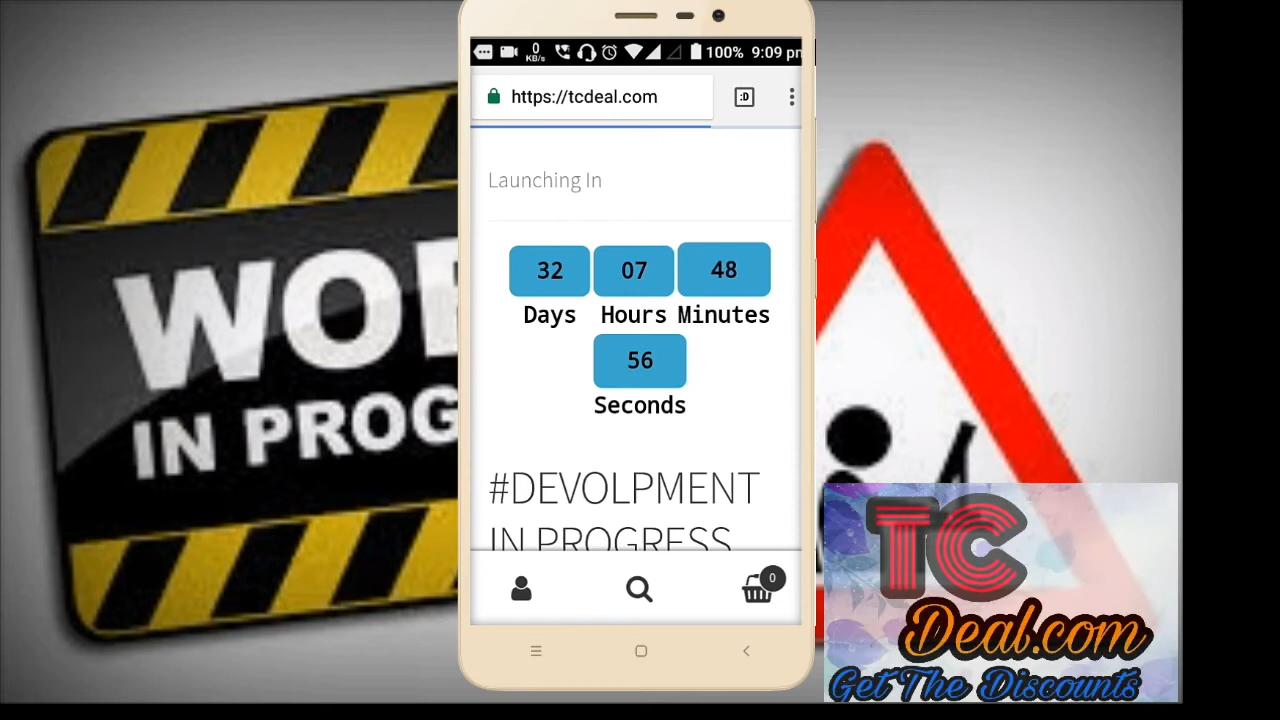 0
KB/s
100% 9:09 pm
https://tcdeal.com
:D
Launching In
32 07 48
Days Hours Minutes
56
Seconds
#DEVOLPMENT
IN PROGRESS
0
WOR
IN PROG
TC
Deal.com
Get The Discounts